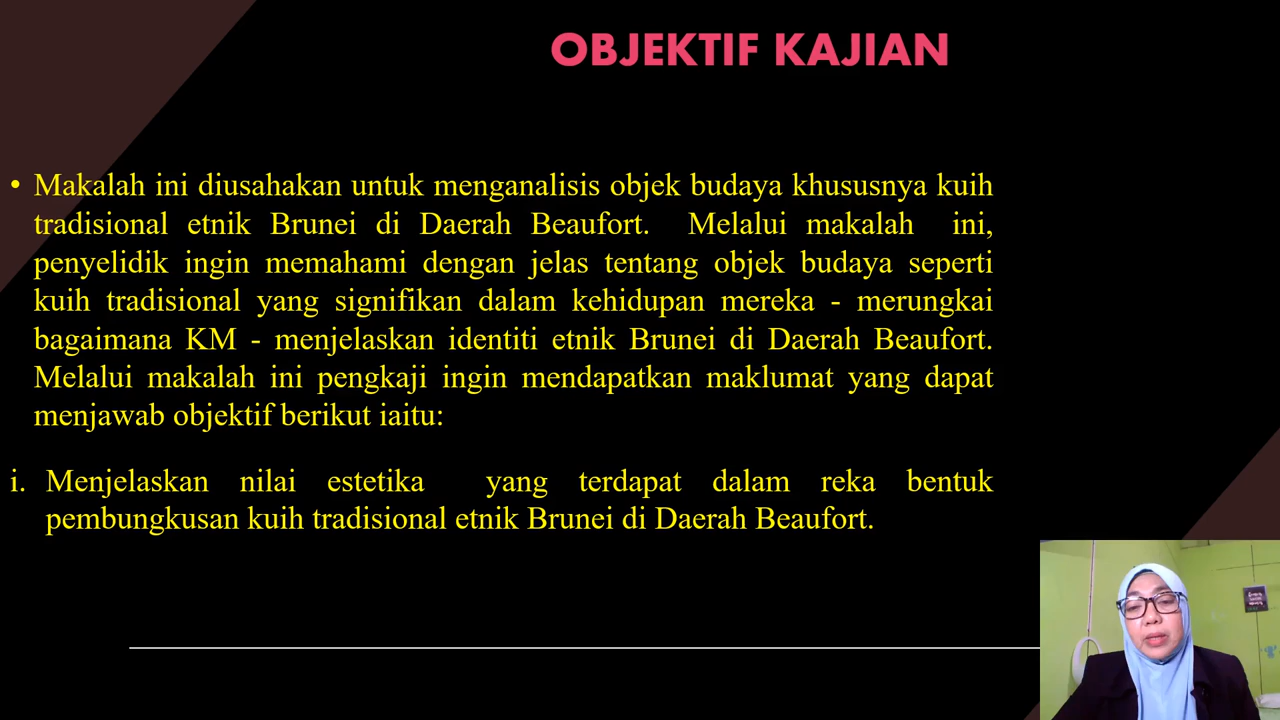 OBJEKTIF KAJIAN
• Makalah ini diusahakan untuk menganalisis objek budaya khususnya kuih
tradisional etnik Brunei di Daerah Beaufort. Melalui makalah ini,
penyelidik ingin memahami dengan jelas tentang objek budaya seperti
kuih tradisional yang signifikan dalam kehidupan mereka - merungkai
bagaimana KM - menjelaskan identiti etnik Brunei di Daerah Beaufort.
Melalui makalah ini pengkaji ingin mendapatkan maklumat yang dapat
menjawab objektif berikut iaitu:
i. Menjelaskan nilai estetika yang terdapat dalam reka bentuk
pembungkusan kuih tradisional etnik Brunei di Daerah Beaufort.